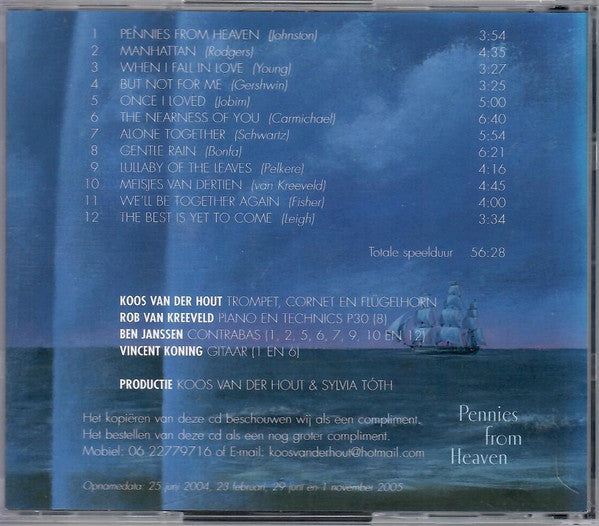 1 PENNIES FROM HEAVEN (Johnston) 3:54
2 MANHATTAN (Rodgers) 4:35
3 WHEN I FALL IN LOVE (Young) 3:27
4 BUT NOT FOR ME (Gershwin) 3:25
5 ONCE I LOVED (Jobim) 5:00
6 THE NEARNESS OF YOU (Carmichael) 6:40
7 ALONE TOGETHER (Schwartz) 5:54
8 GENTLE RAIN (Bonfa) 6:21
9 LULLABY OF THE LEAVES (Pelkere) 4:16
10 MEISJES VAN DERTIEN (van Kreeveld) 4:45
11 WE'LL BE TOGETHER AGAIN (Fisher) 4:00
12 THE BEST IS YET TO COME (Leigh) 3:34
Totale speelduur 56:28
KOOS VAN DER HOUT TROMPET, CORNET EN FLÜGELHORN
ROB VAN KREEVELD PIANO EN TECHNICS P30 (8)
BEN JANSSEN CONTRABAS (1, 2, 5, 6, 7, 9, 10 EN 12)
VINCENT KONING GITAAR (1 EN 6)
PRODUCTIE KOOS VAN DER HOUT & SYLVIA TÓTH
Het kopiëren van deze cd beschouwen wij als een compliment.
Het bestellen van deze cd als een nog groter compliment.
Mobiel: 06 22779716 of E-mail: koosvanderhout@hotmail.com
Pennies
from
Heaven
Opnamedata: 25 juni 2004, 23 februari, 29 juni en 1 november 2005